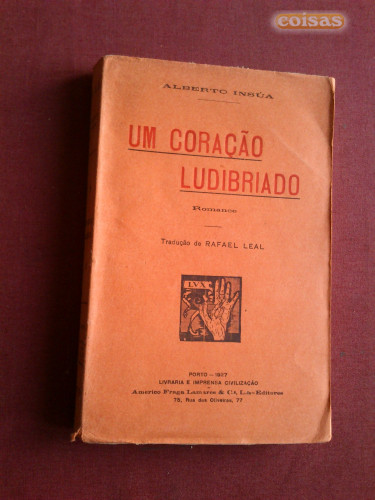 coisas
ALBERTO INSÚA
UM CORAÇÃO
LUDIBRIADO
Romance
Tradução de RAFAEL LEAL
LVX
PORTO — 1927
LIVRARIA E IMPRENSA CIVILIZAÇÃO
Americo Fraga Lamares & C.ª, L.da—Editores
75, Rua das Oliveiras, 77